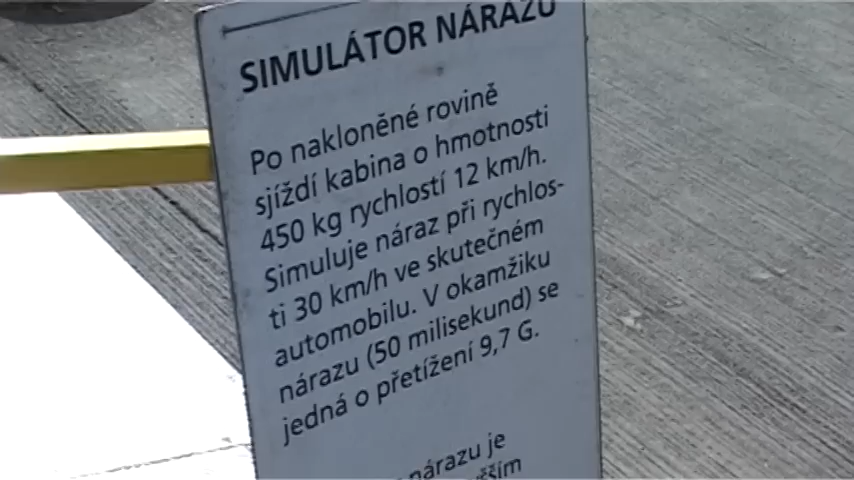 SIMULÁTOR NÁRAZU
Po nakloněné rovině
sjíždí kabina o hmotnosti
450 kg rychlostí 12 km/h.
Simuluje náraz při rychlos-
ti 30 km/h ve skutečném
automobilu. V okamžiku
nárazu (50 milisekund) se
jedná o přetížení 9,7 G.
nárazu je